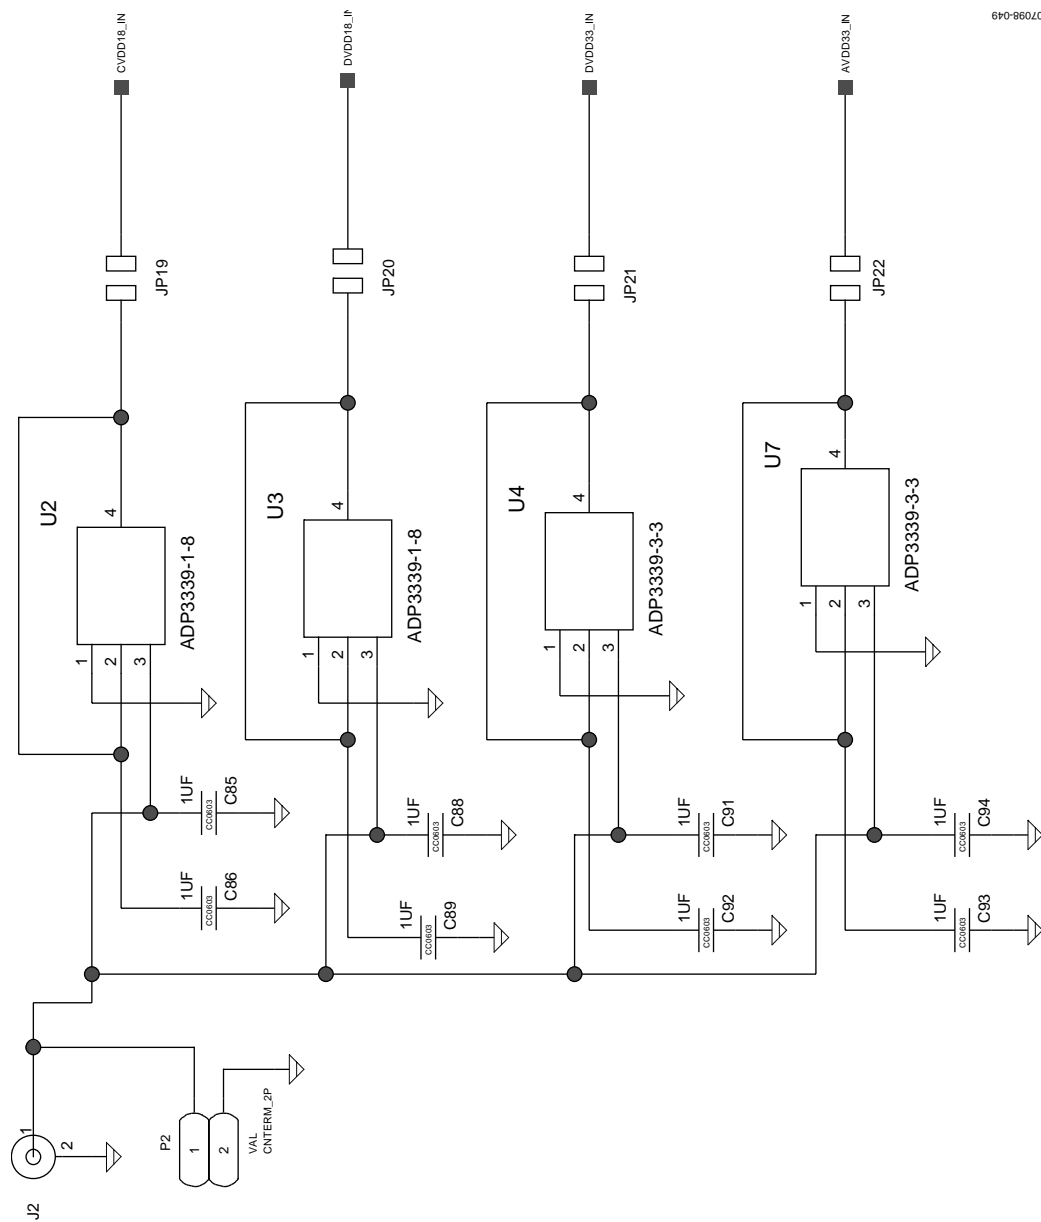 07098-049
CVDD18_IN
DVDD18_IN
DVDD33_IN
AVDD33_IN
JP19
JP20
JP21
JP22
U2
4
ADP3339-1-8
1
2
3
U3
4
ADP3339-1-8
1
2
3
U4
4
ADP3339-3-3
1
2
3
U7
4
ADP3339-3-3
1
2
3
1UF
CC0603
C85
1UF
CC0603
C86
1UF
CC0603
C88
1UF
CC0603
C89
1UF
CC0603
C91
1UF
CC0603
C92
1UF
CC0603
C94
1UF
CC0603
C93
J2
1
2
P2
1
2
VAL
CNTERM_2P